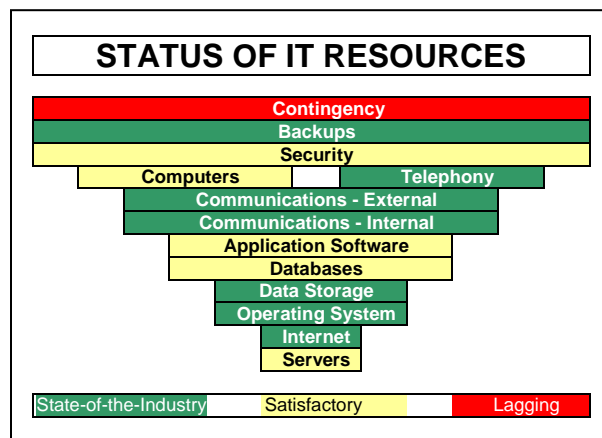 STATUS OF IT RESOURCES
Contingency
Backups
Security
Computers Telephony
Communications - External
Communications - Internal
Application Software
Databases
Data Storage
Operating System
Internet
Servers
State-of-the-Industry Satisfactory Lagging